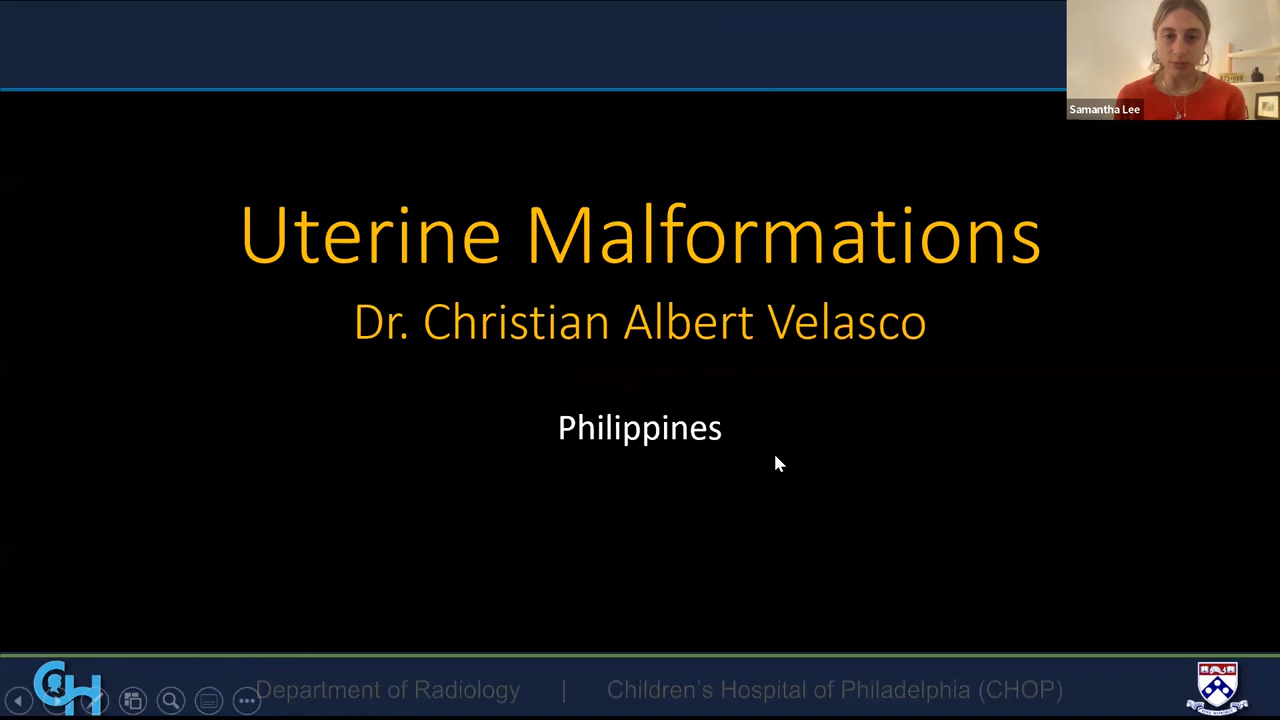 Samantha Lee
Uterine Malformations
Dr. Christian Albert Velasco
Philippines
Department of Radiology | Children's Hospital of Philadelphia (CHOP)